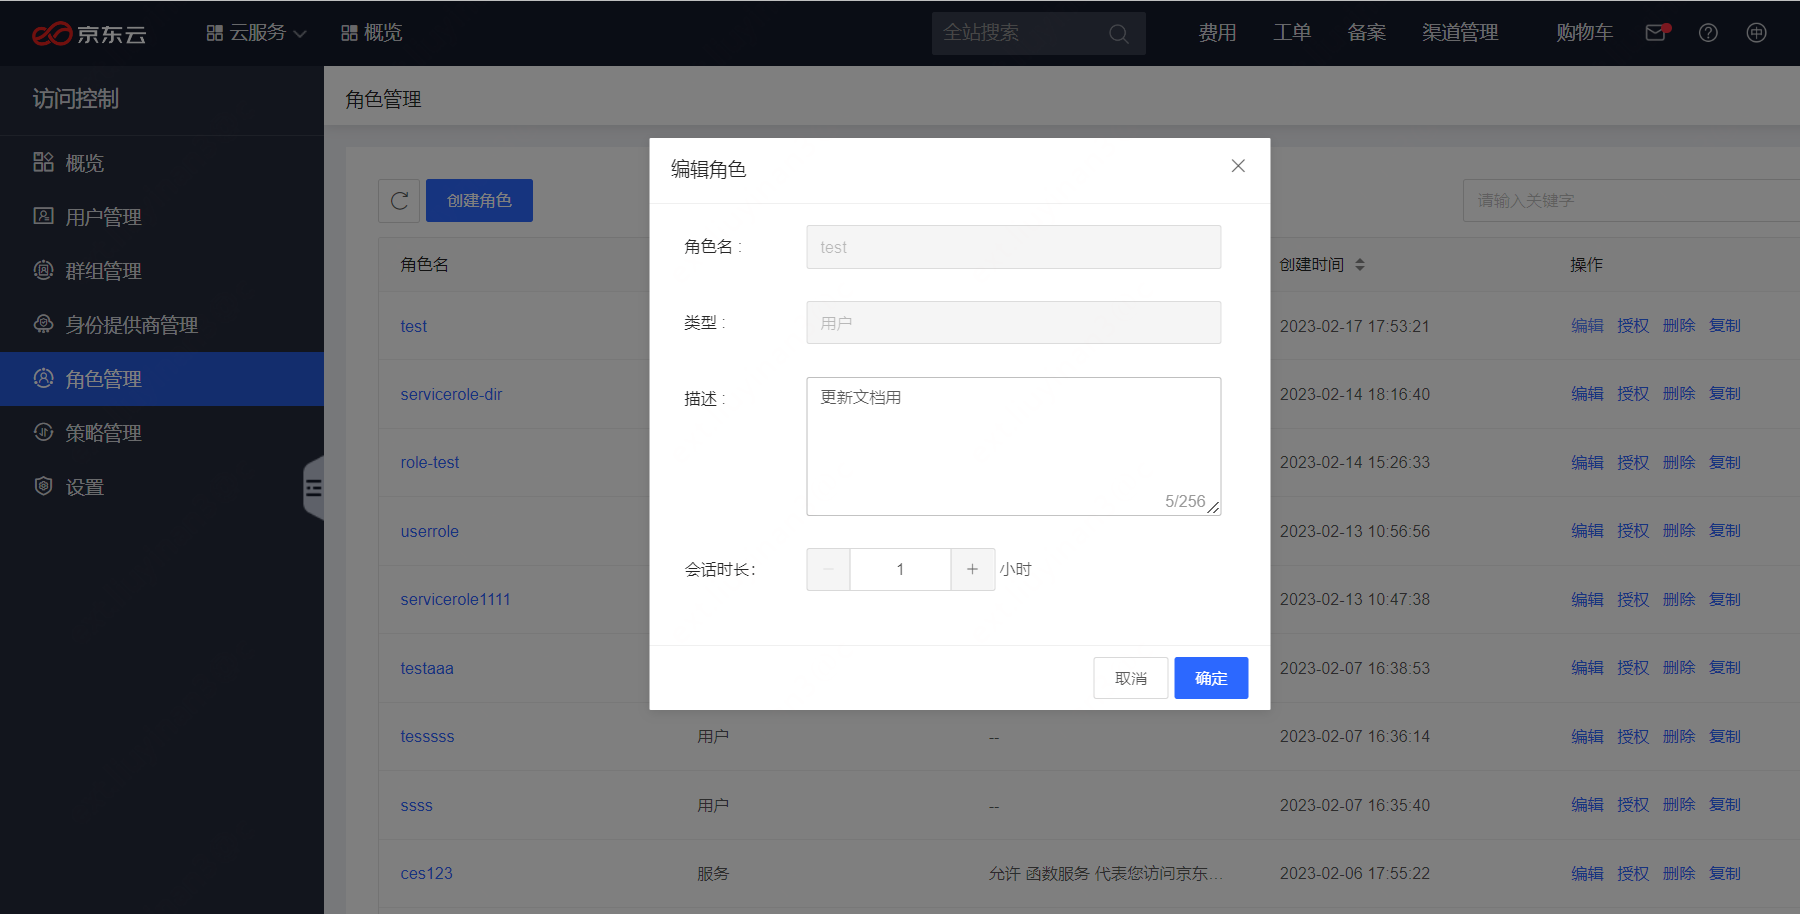 京东云 云服务 概览 全站搜索 费用 工单 备案 渠道管理 购物车
访问控制
概览
用户管理
群组管理
身份提供商管理
角色管理
策略管理
设置
角色管理
创建角色 请输入关键字
角色名 创建时间 操作
test 2023-02-17 17:53:21 编辑 授权 删除 复制
servicerole-dir 2023-02-14 18:16:40 编辑 授权 删除 复制
role-test 2023-02-14 15:26:33 编辑 授权 删除 复制
userrole 2023-02-13 10:56:56 编辑 授权 删除 复制
servicerole1111 2023-02-13 10:47:38 编辑 授权 删除 复制
testaaa 2023-02-07 16:38:53 编辑 授权 删除 复制
tesssss 用户 -- 2023-02-07 16:36:14 编辑 授权 删除 复制
ssss 用户 -- 2023-02-07 16:35:40 编辑 授权 删除 复制
ces123 服务 允许 函数服务 代表您访问京东... 2023-02-06 17:55:22 编辑 授权 删除 复制
编辑角色
角色名 : test
类型 : 用户
描述 : 更新文档用
5/256
会话时长: 1 小时
取消 确定